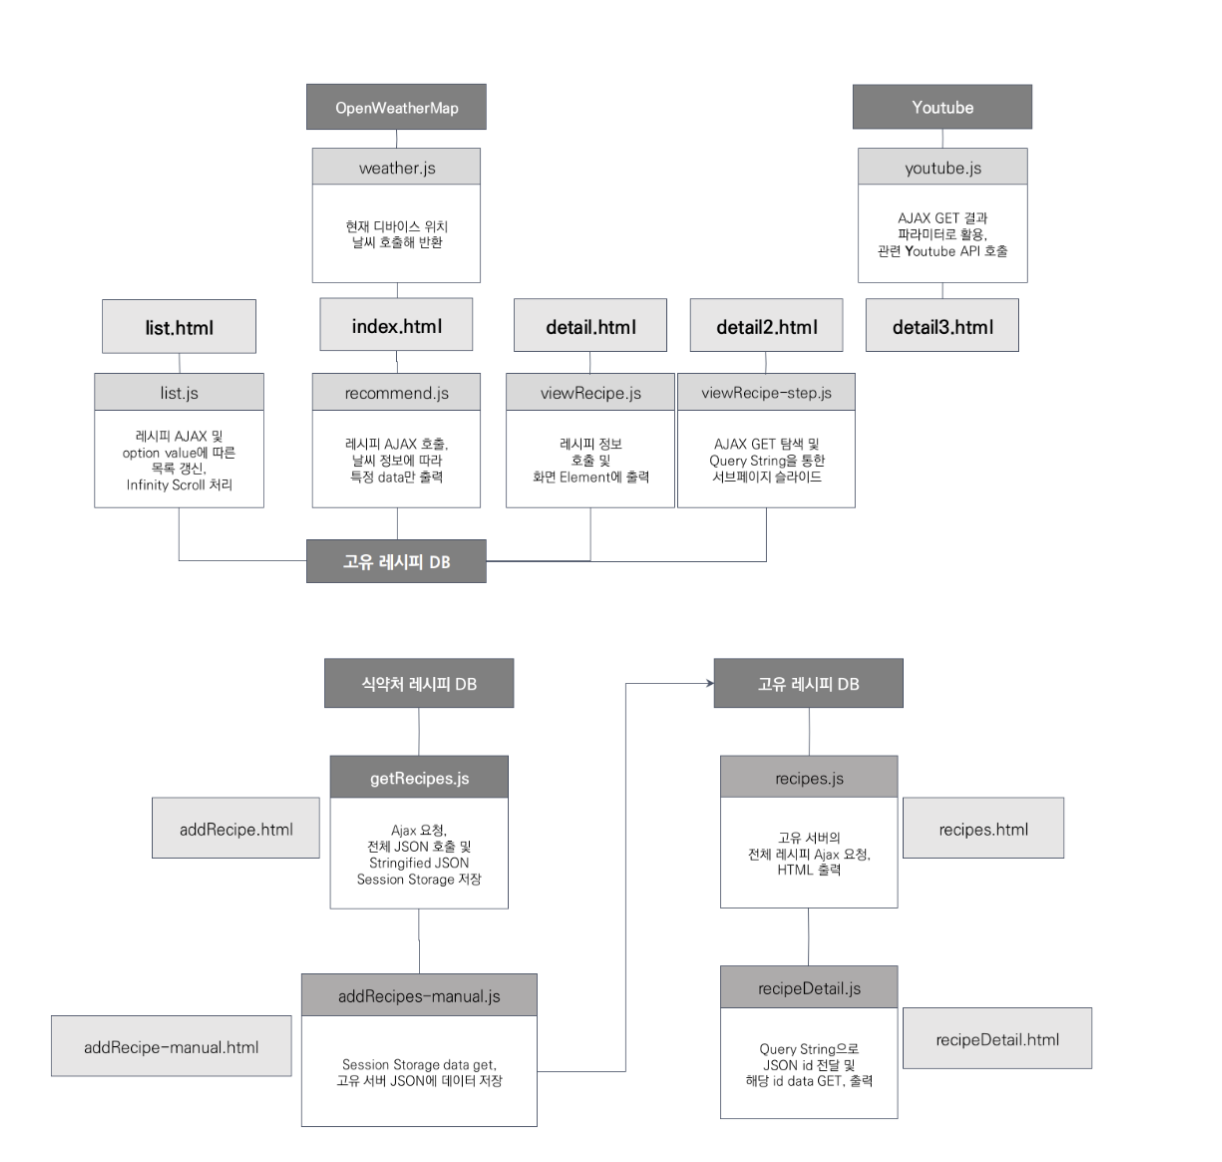 OpenWeatherMap
Youtube
weather.js
현재 디바이스 위치
날씨 호출해 반환
youtube.js
AJAX GET 결과
파라미터로 활용,
관련 Youtube API 호출
list.html
index.html
detail.html
detail2.html
detail3.html
list.js
레시피 AJAX 및
option value에 따른
목록 갱신,
Infinity Scroll 처리
recommend.js
레시피 AJAX 호출,
날씨 정보에 따라
특정 data만 출력
viewRecipe.js
레시피 정보
호출 및
화면 Element에 출력
viewRecipe-step.js
AJAX GET 탐색 및
Query String을 통한
서브페이지 슬라이드
고유 레시피 DB
식약처 레시피 DB
getRecipes.js
Ajax 요청,
전체 JSON 호출 및
Stringified JSON
Session Storage 저장
addRecipe.html
addRecipes-manual.js
Session Storage data get,
고유 서버 JSON에 데이터 저장
addRecipe-manual.html
고유 레시피 DB
recipes.js
고유 서버의
전체 레시피 Ajax 요청,
HTML 출력
recipes.html
recipeDetail.js
Query String으로
JSON id 전달 및
해당 id data GET, 출력
recipeDetail.html